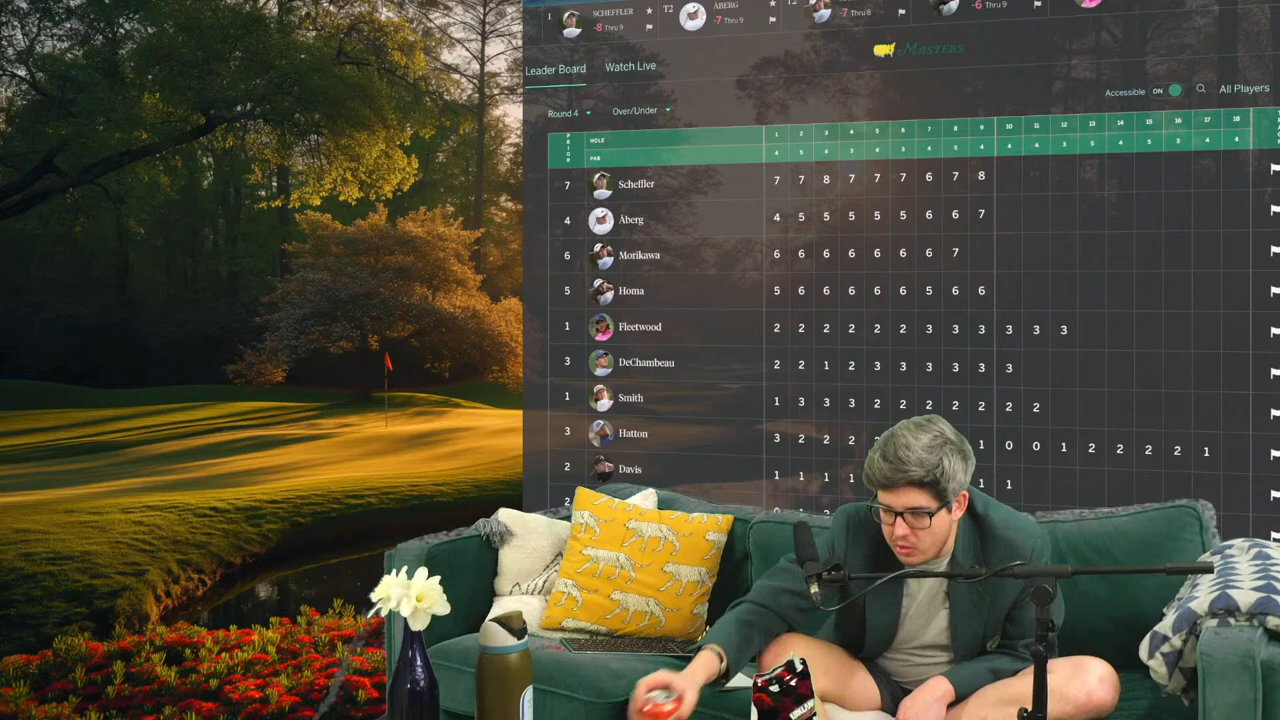 1 SCHEFFLER -8 Thru 9 T2 ÅBERG -7 Thru 9 T2 -7 Thru 8 -6 Thru 9
MASTERS
Leader Board Watch Live
Accessible ON All Players
Round 4 Over/Under
PRIOR HOLE 1 2 3 4 5 6 7 8 9 10 11 12 13 14 15 16 17 18
PAR 4 5 4 3 4 3 4 5 4 4 4 3 5 4 5 3 4 4
7 Scheffler 7 7 8 7 7 7 6 7 8
4 Åberg 4 5 5 5 5 5 6 6 7
6 Morikawa 6 6 6 6 6 6 6 7
5 Homa 5 6 6 6 6 6 5 6 6
1 Fleetwood 2 2 2 2 2 2 3 3 3 3 3 3
3 DeChambeau 2 2 1 2 3 3 3 3 3 3
1 Smith 1 3 3 3 2 2 2 2 2 2 2
3 Hatton 3 2 2 2 1 0 0 1 2 2 2 1
2 Davis 1 1 1 1 1 1
2
KIRKLAND